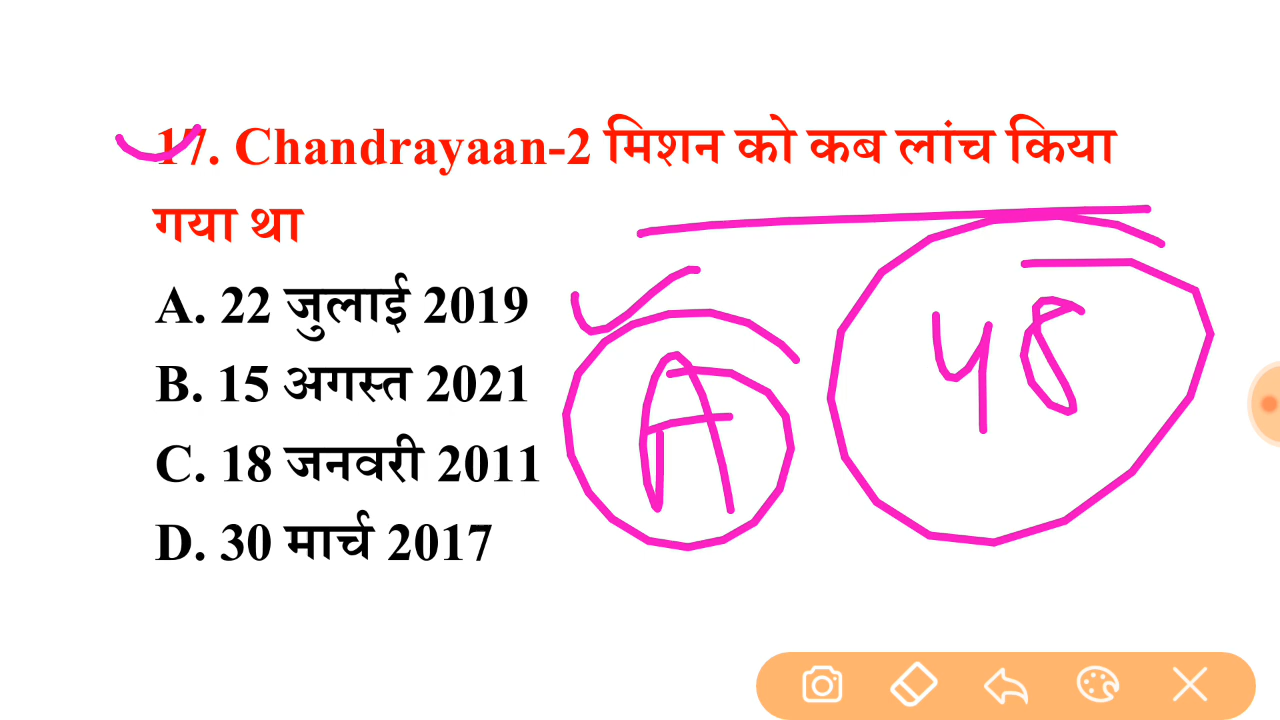 17. Chandrayaan-2 मिशन को कब लांच किया
गया था
A. 22 जुलाई 2019
B. 15 अगस्त 2021
C. 18 जनवरी 2011
D. 30 मार्च 2017
A
48